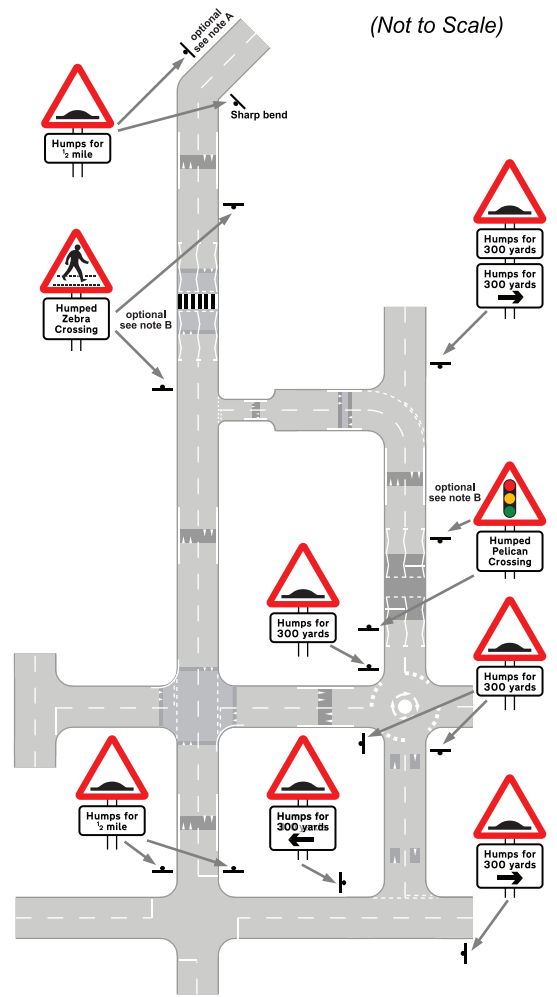 (Not to Scale)
optional
see note A
Sharp bend
Humps for
½ mile
Humps for
300 yards
Humps for
300 yards
Humped
Zebra
Crossing
optional
see note B
optional
see note B
Humped
Pelican
Crossing
Humps for
300 yards
Humps for
300 yards
Humps for
½ mile
Humps for
300 yards
Humps for
300 yards